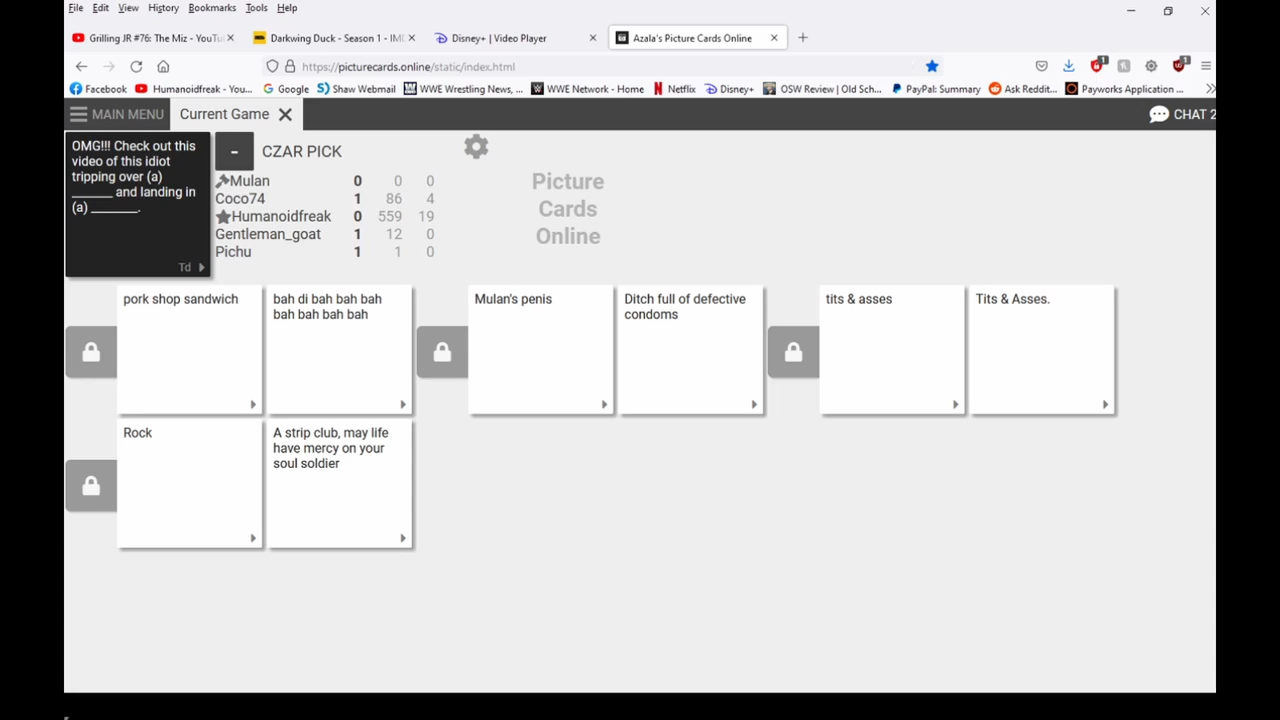 File Edit View History Bookmarks Tools Help
Grilling JR #76: The Miz - YouTu
Darkwing Duck - Season 1 - IM
Disney+ | Video Player
Azala's Picture Cards Online
https://picturecards.online/static/index.html
Facebook Humanoidfreak - You... Google Shaw Webmail WWE Wrestling News, ... WWE Network - Home Netflix Disney+ OSW Review | Old Sch... PayPal: Summary Ask Reddit... Payworks Application ...
MAIN MENU Current Game CHAT 2
OMG!!! Check out this
video of this idiot
tripping over (a)
______ and landing in
(a) _______.
Td
- CZAR PICK
Mulan 0 0 0
Coco74 1 86 4
Humanoidfreak 0 559 19
Gentleman_goat 1 12 0
Pichu 1 1 0
Picture
Cards
Online
pork shop sandwich
bah di bah bah bah
bah bah bah bah
Mulan's penis
Ditch full of defective
condoms
tits & asses
Tits & Asses.
Rock
A strip club, may life
have mercy on your
soul soldier